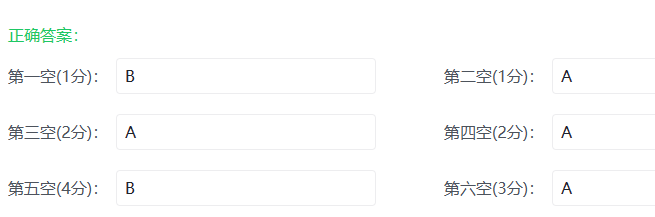 正确答案：
第一空(1分)： B 第二空(1分)： A
第三空(2分)： A 第四空(2分)： A
第五空(4分)： B 第六空(3分)： A